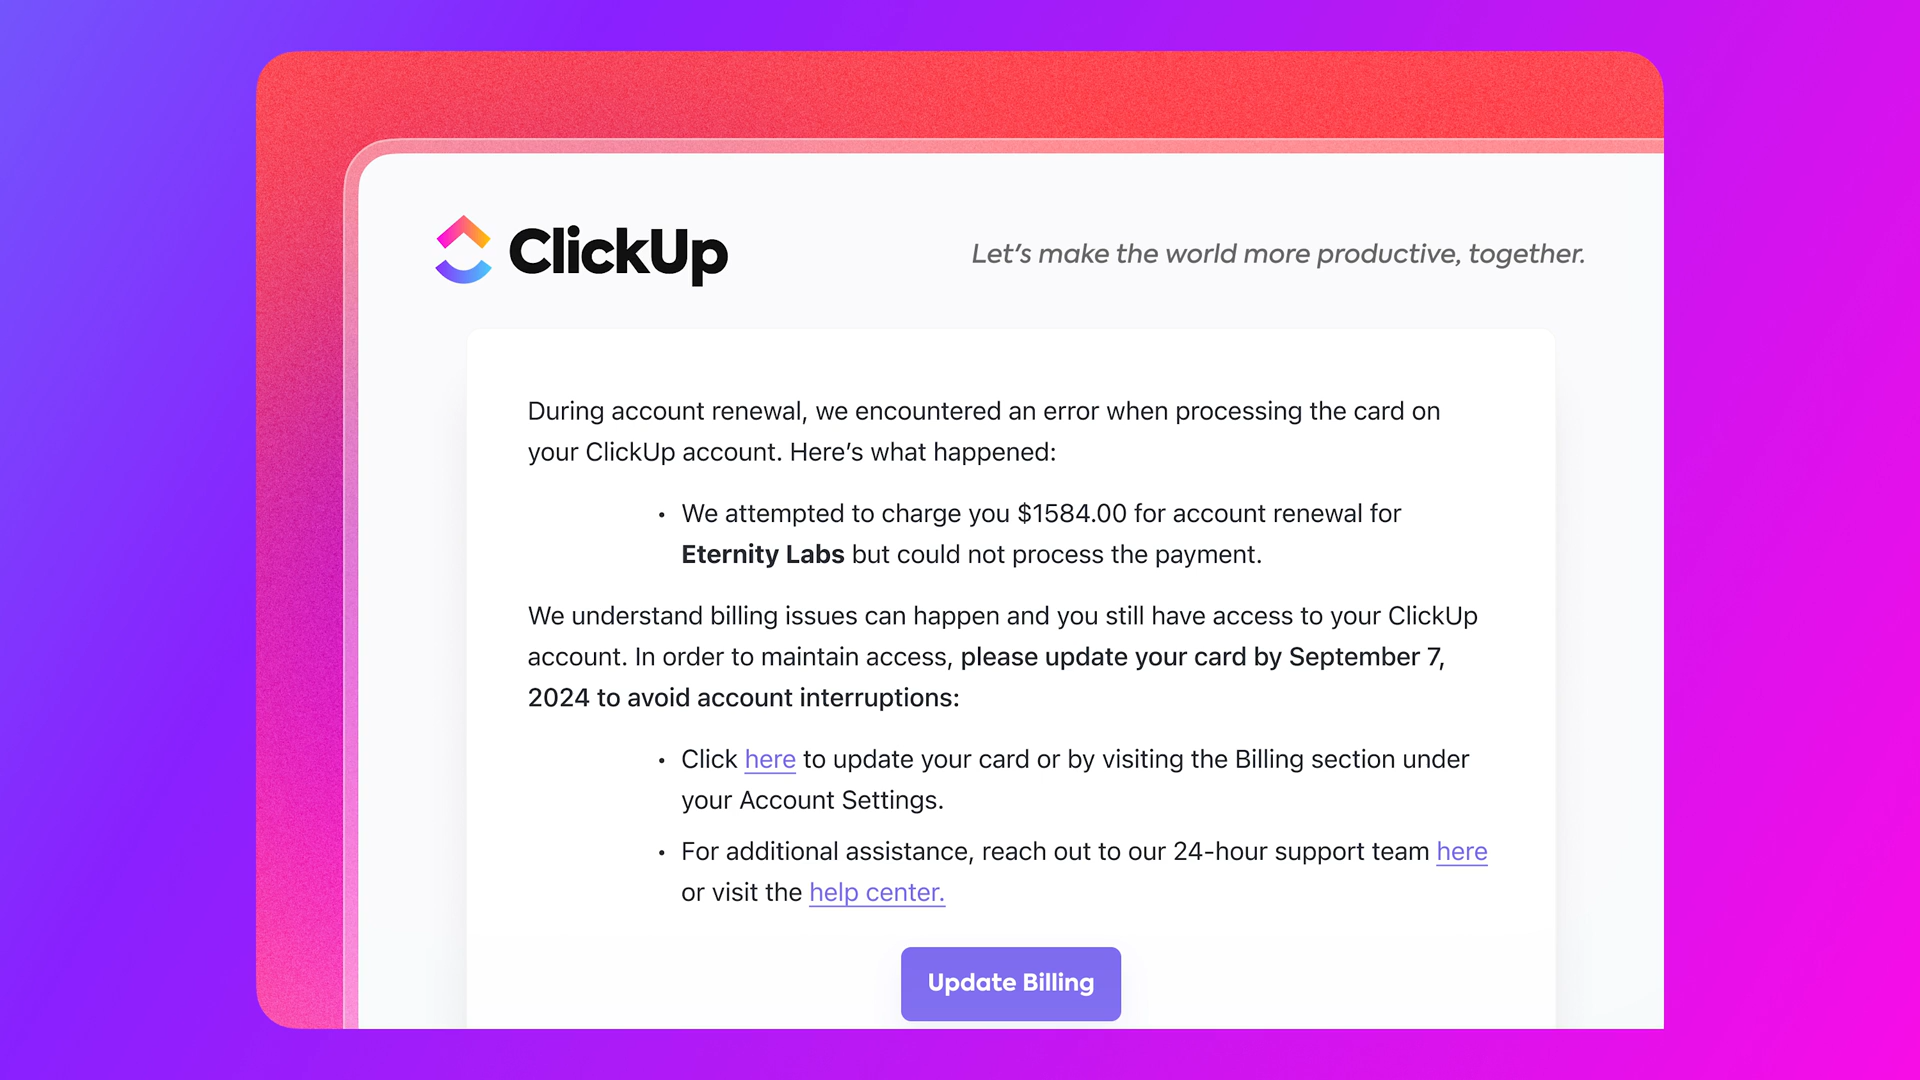 ClickUp
Let's make the world more productive, together.
During account renewal, we encountered an error when processing the card on
your ClickUp account. Here’s what happened:
• We attempted to charge you $1584.00 for account renewal for
Eternity Labs but could not process the payment.
We understand billing issues can happen and you still have access to your ClickUp
account. In order to maintain access, please update your card by September 7,
2024 to avoid account interruptions:
• Click here to update your card or by visiting the Billing section under
your Account Settings.
• For additional assistance, reach out to our 24-hour support team here
or visit the help center.
Update Billing